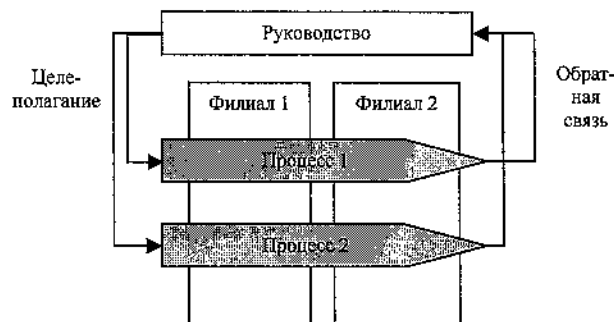 Руководство
Целе-
полагание
Обрат-
ная
связь
Филиал 1
Филиал 2
Процесс 1
Процесс 2